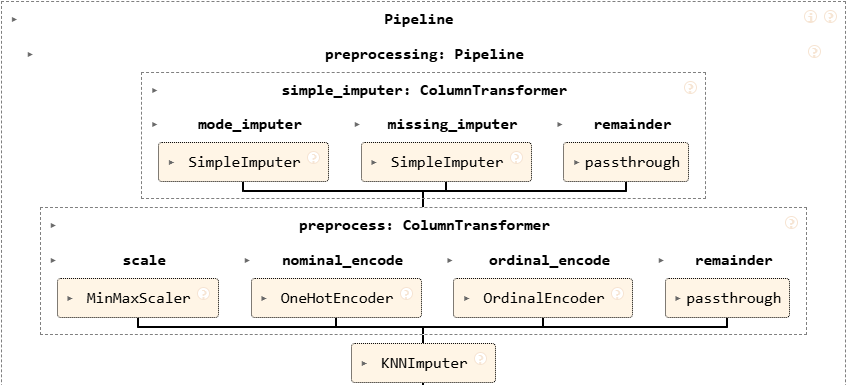 Pipeline
preprocessing: Pipeline
simple_imputer: ColumnTransformer
mode_imputer missing_imputer remainder
SimpleImputer ? SimpleImputer ? passthrough
preprocess: ColumnTransformer
scale nominal_encode ordinal_encode remainder
MinMaxScaler ? OneHotEncoder ? OrdinalEncoder ? passthrough
KNNImputer ?